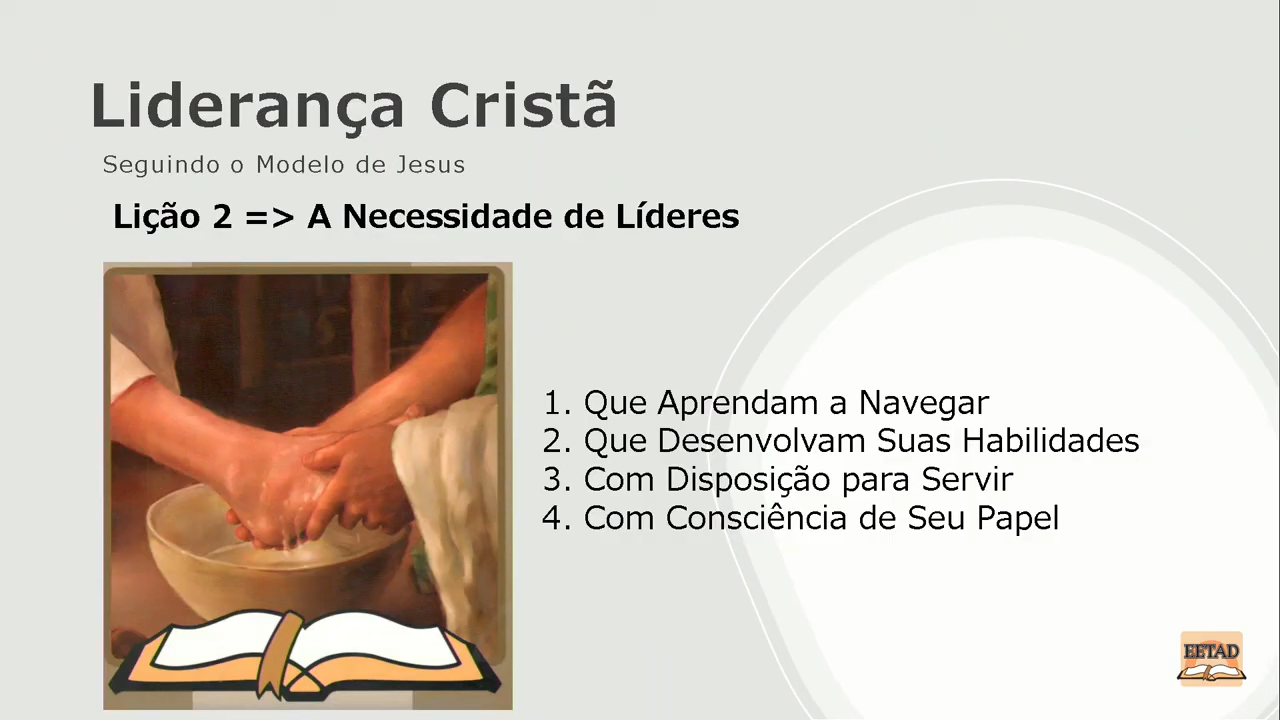 Liderança Cristã
Seguindo o Modelo de Jesus
Lição 2 => A Necessidade de Líderes
1. Que Aprendam a Navegar
2. Que Desenvolvam Suas Habilidades
3. Com Disposição para Servir
4. Com Consciência de Seu Papel
EETAD